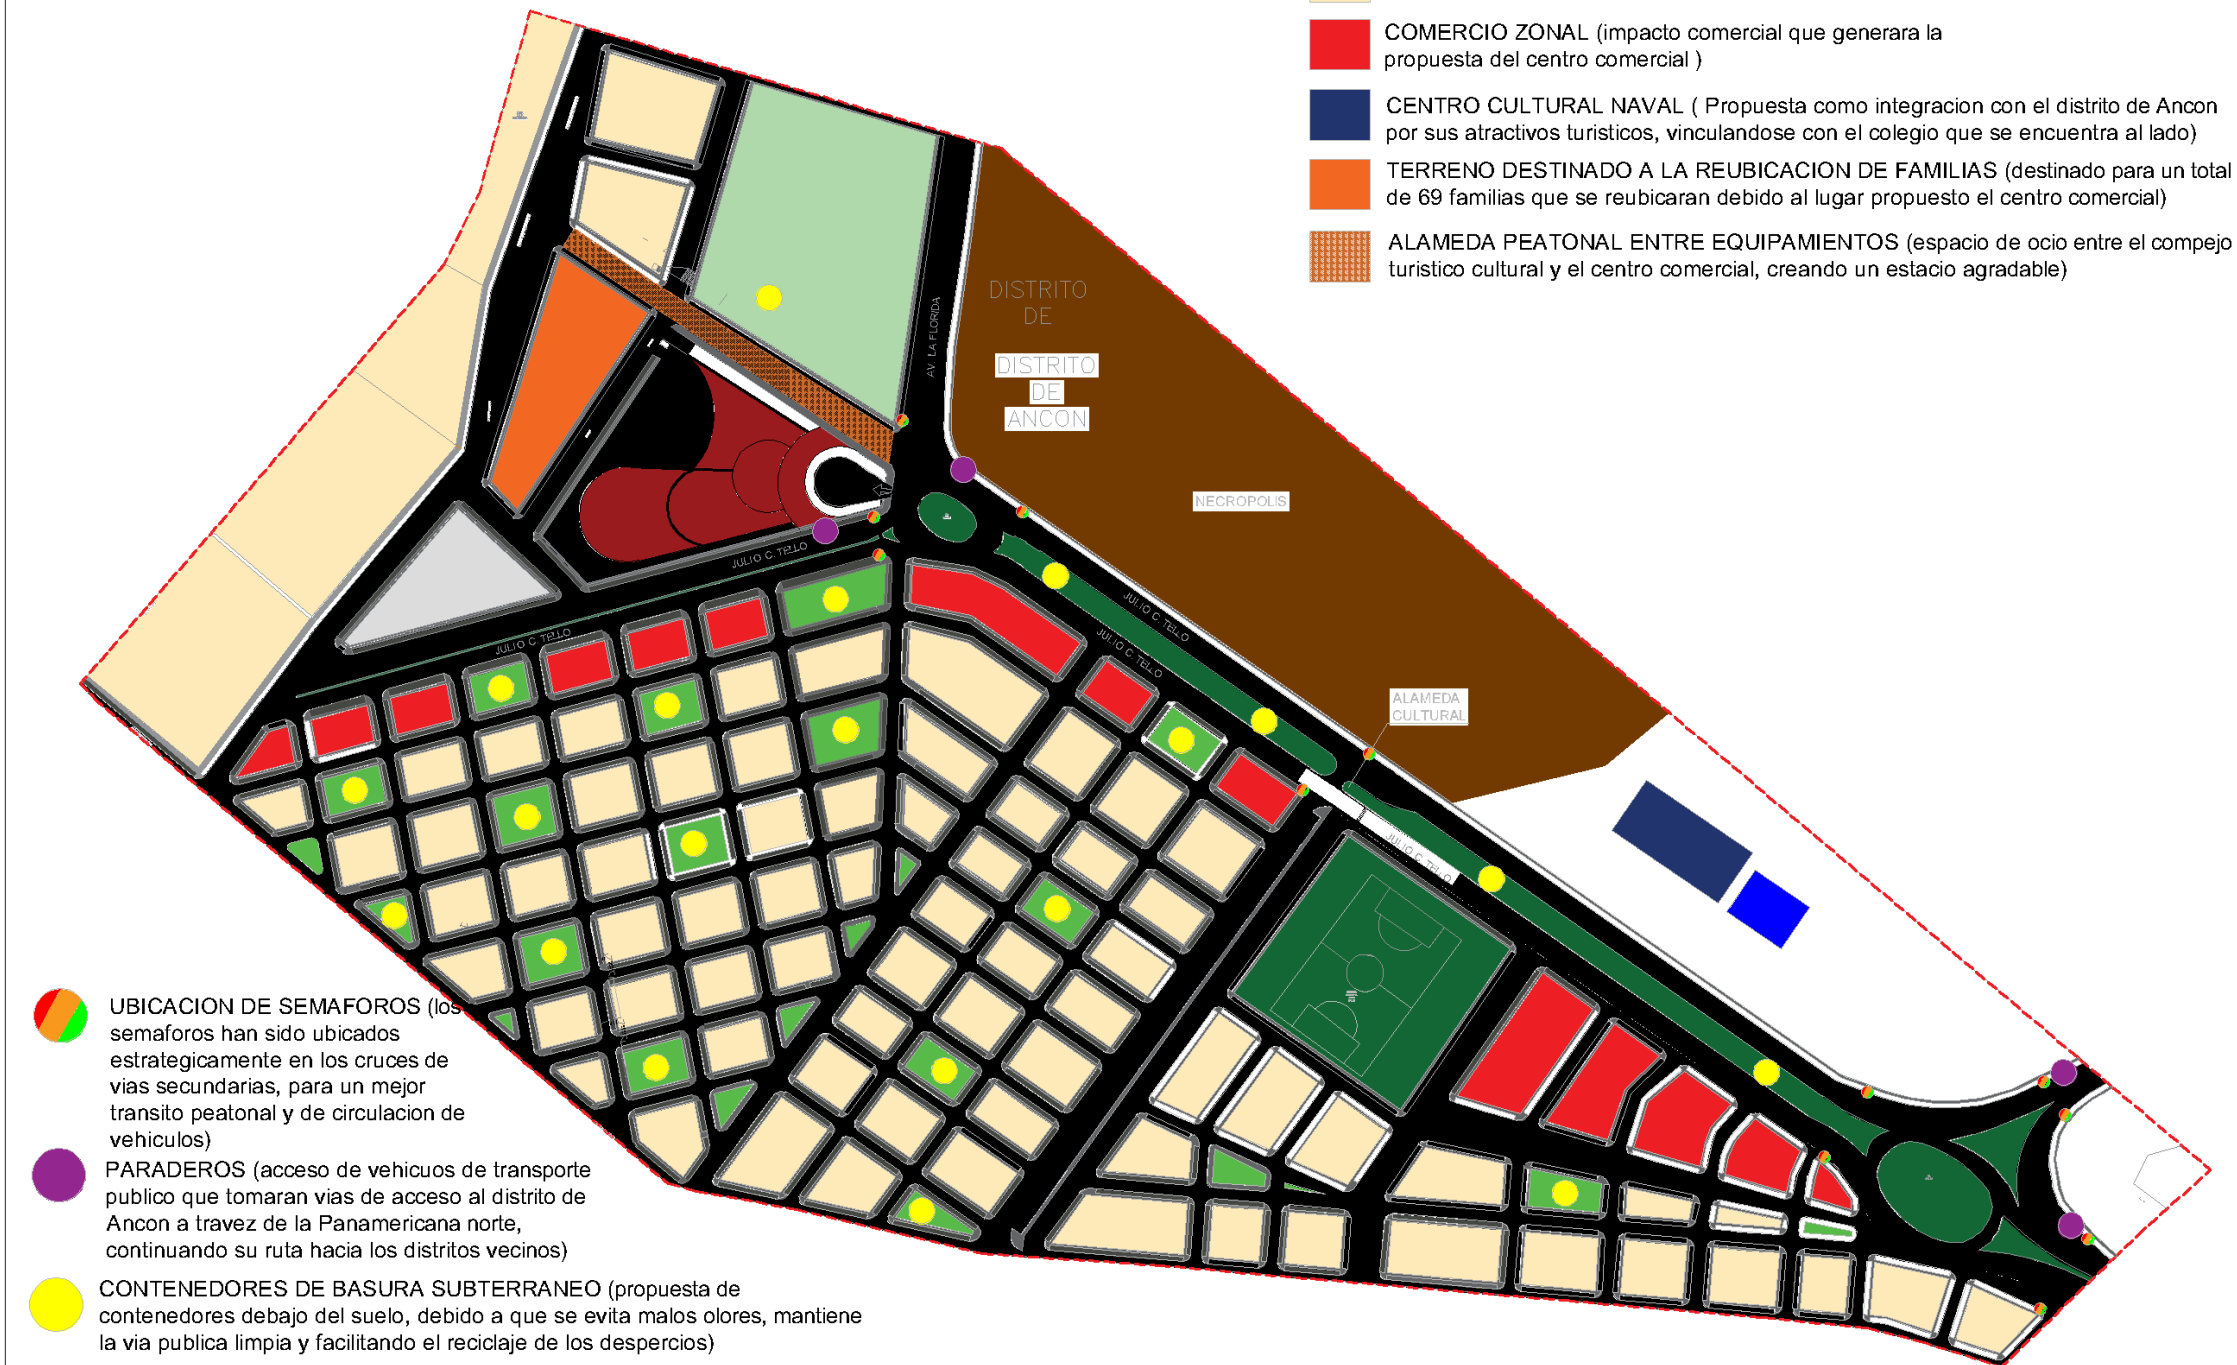 COMERCIO ZONAL (impacto comercial que generara la
propuesta del centro comercial )
CENTRO CULTURAL NAVAL ( Propuesta como integracion con el distrito de Ancon
por sus atractivos turisticos, vinculandose con el colegio que se encuentra al lado)
TERRENO DESTINADO A LA REUBICACION DE FAMILIAS (destinado para un total
de 69 familias que se reubicaran debido al lugar propuesto el centro comercial)
ALAMEDA PEATONAL ENTRE EQUIPAMIENTOS (espacio de ocio entre el compejo
turistico cultural y el centro comercial, creando un estacio agradable)
AV. LA FLORIDA
DISTRITO
DE
DISTRITO
DE
ANCON
NECROPOLIS
JULIO C. TELLO
JULIO C. TELLO
JULIO C. TELLO
JULIO C. TELLO
ALAMEDA
CULTURAL
JULIO C. TELLO
UBICACION DE SEMAFOROS (los
semaforos han sido ubicados
estrategicamente en los cruces de
vias secundarias, para un mejor
transito peatonal y de circulacion de
vehiculos)
PARADEROS (acceso de vehicuos de transporte
publico que tomaran vias de acceso al distrito de
Ancon a travez de la Panamericana norte,
continuando su ruta hacia los distritos vecinos)
CONTENEDORES DE BASURA SUBTERRANEO (propuesta de
contenedores debajo del suelo, debido a que se evita malos olores, mantiene
la via publica limpia y facilitando el reciclaje de los despercios)